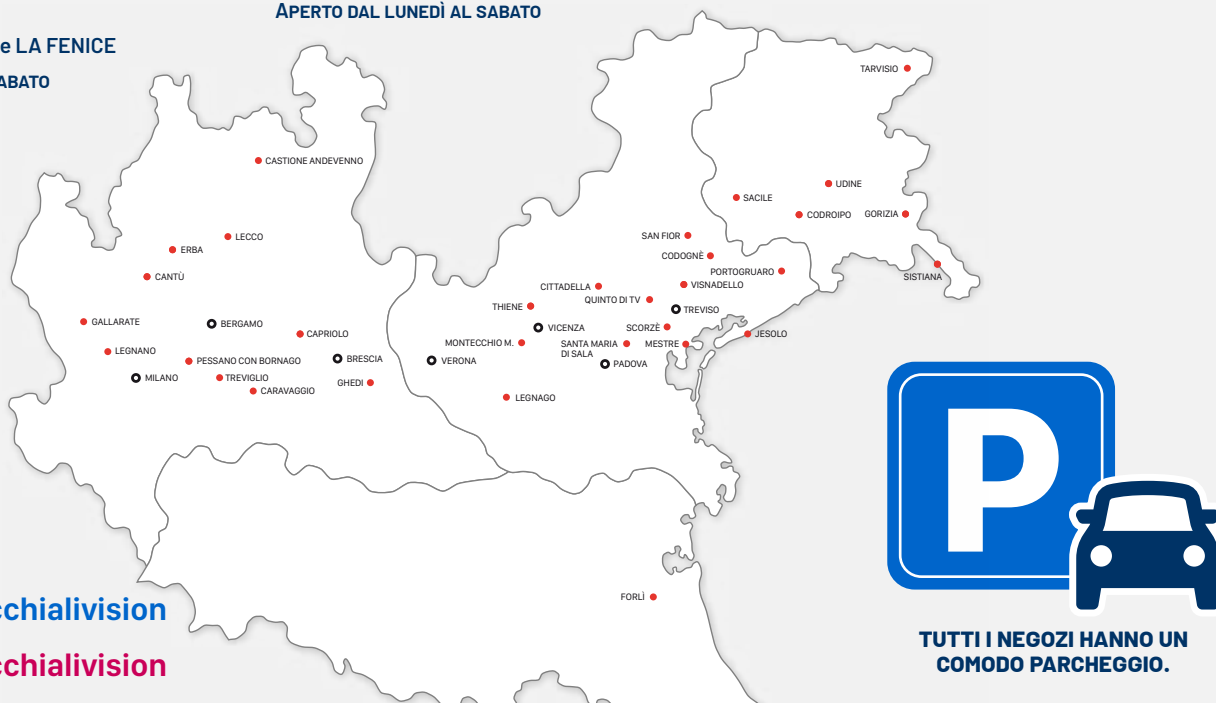 APERTO DAL LUNEDÌ AL SABATO
e LA FENICE
ABATO
TARVISIO
CASTIONE ANDEVENNO
UDINE
SACILE
CODROIPO
GORIZIA
LECCO
SAN FIOR
ERBA
CODOGNÈ
PORTOGRUARO
SISTIANA
CANTÙ
VISNADELLO
CITTADELLA
QUINTO DI TV
THIENE
TREVISO
GALLARATE
BERGAMO
VICENZA
SCORZÈ
CAPRIOLO
JESOLO
MONTECCHIO M.
SANTA MARIA
DI SALA
MESTRE
LEGNANO
BRESCIA
VERONA
PESSANO CON BORNAGO
PADOVA
MILANO
TREVIGLIO
GHEDI
CARAVAGGIO
LEGNAGO
P
FORLÌ
cchialivision
TUTTI I NEGOZI HANNO UN
COMODO PARCHEGGIO.
cchialivision